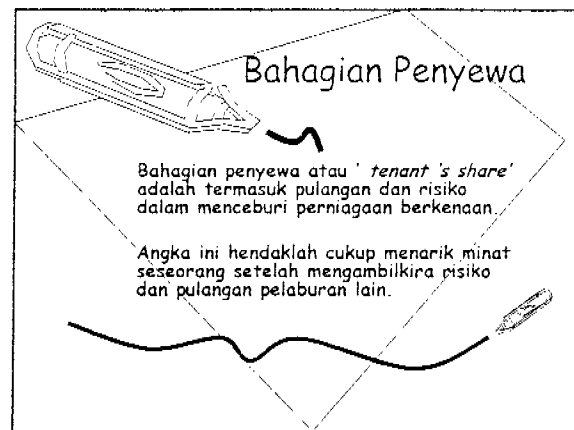 Bahagian Penyewa
Bahagian penyewa atau ' tenant 's share'
adalah termasuk pulangan dan risiko
dalam menceburi perniagaan berkenaan.
Angka ini hendaklah cukup menarik minat
seseorang setelah mengambilkira risiko
dan pulangan pelaburan lain.